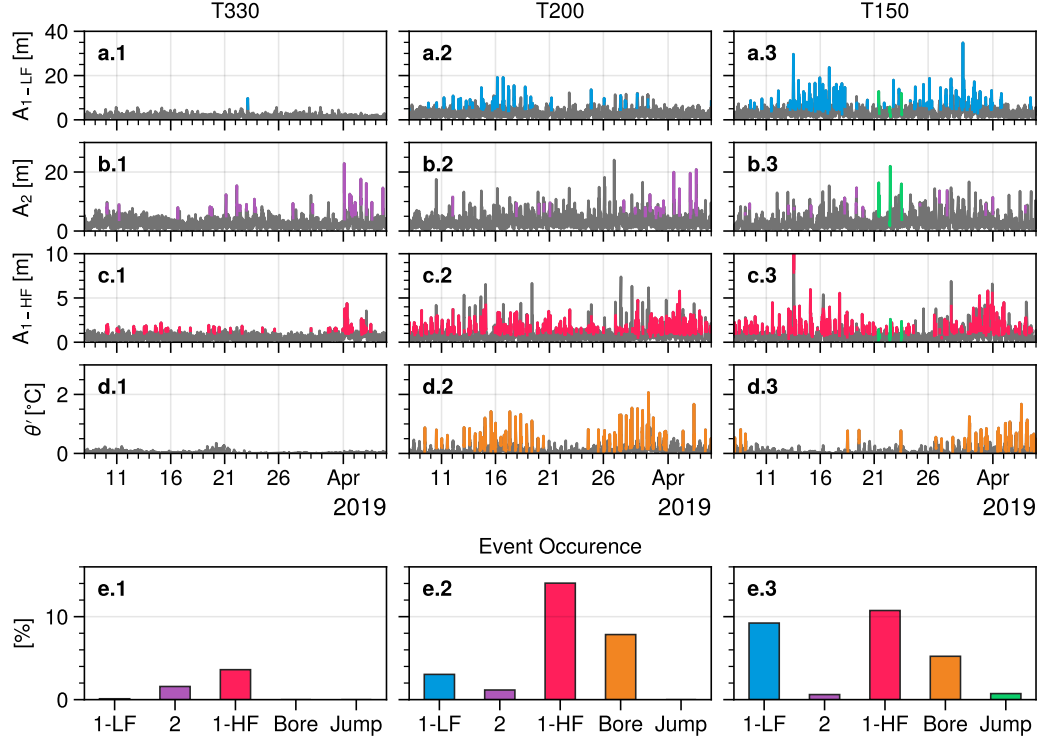 T330 T200 T150
A1−LF [m] 40 20 0 a.1 a.2 a.3
A2 [m] 20 0 b.1 b.2 b.3
A1−HF [m] 10 5 0 c.1 c.2 c.3
θ′ [°C] 2 0 d.1 d.2 d.3
11 16 21 26 Apr 11 16 21 26 Apr 11 16 21 26 Apr
2019 2019 2019
Event Occurence
[%] 10 0 e.1 e.2 e.3
1-LF 2 1-HF Bore Jump 1-LF 2 1-HF Bore Jump 1-LF 2 1-HF Bore Jump